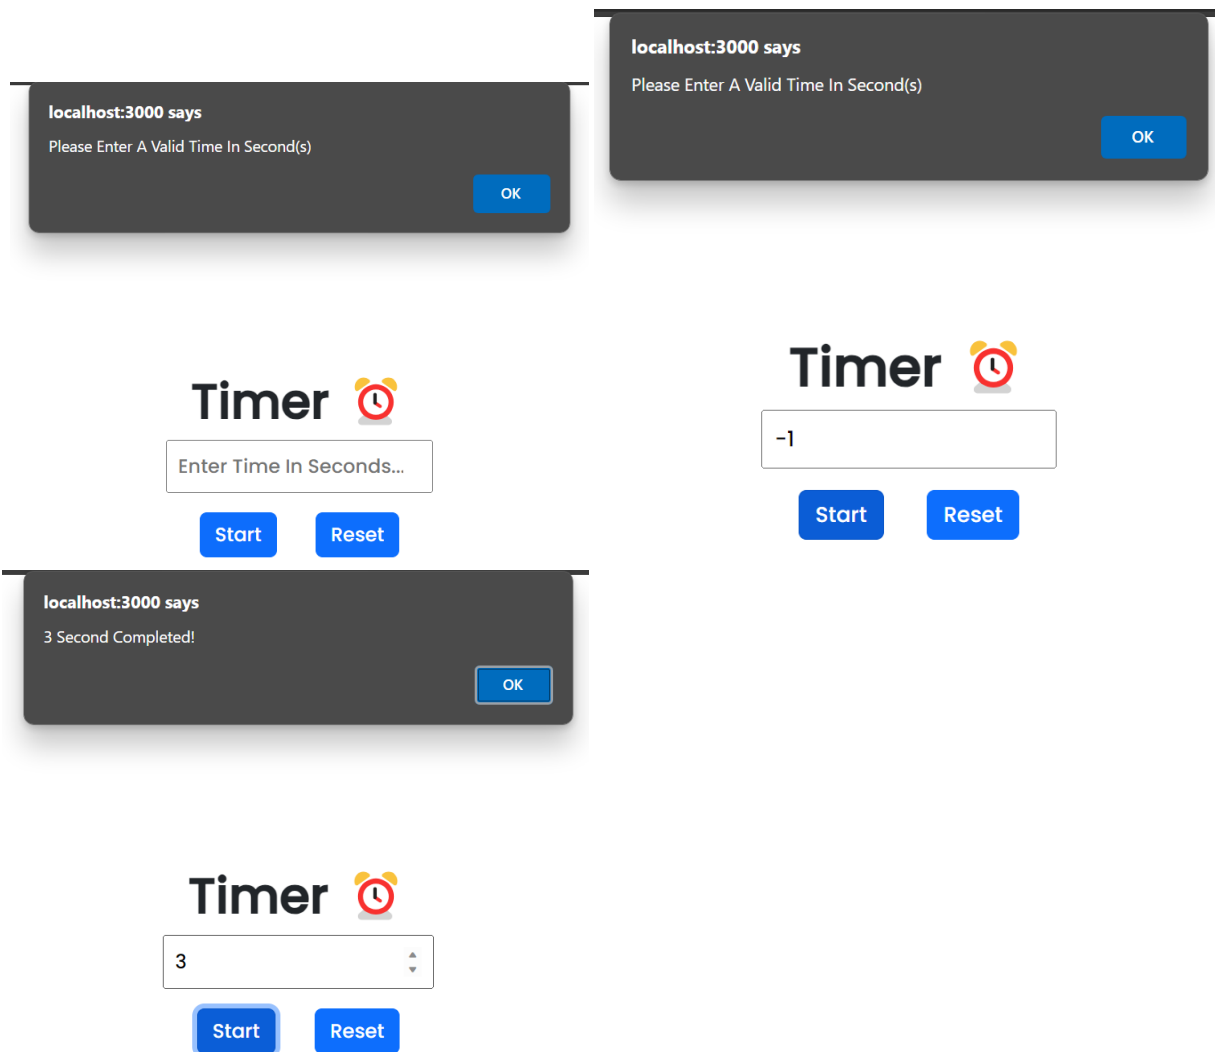 localhost:3000 says
Please Enter A Valid Time In Second(s)
OK
Timer ⏰
Enter Time In Seconds...
Start Reset
localhost:3000 says
Please Enter A Valid Time In Second(s)
OK
Timer ⏰
-1
Start Reset
localhost:3000 says
3 Second Completed!
OK
Timer ⏰
3
Start Reset